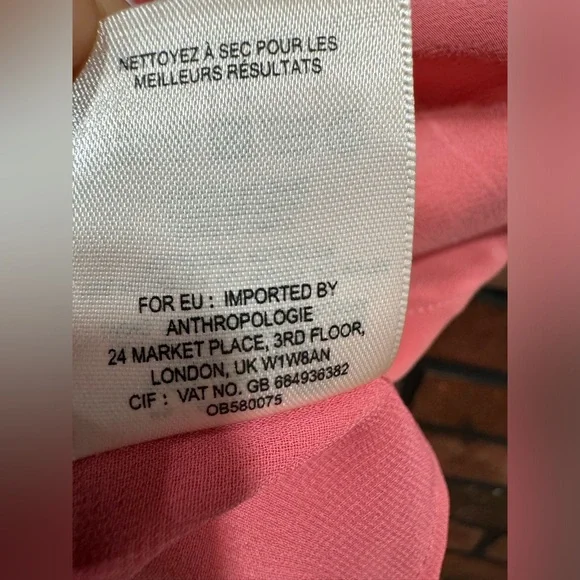 NETTOYEZ À SEC POUR LES
MEILLEURS RÉSULTATS
FOR EU : IMPORTED BY
ANTHROPOLOGIE
24 MARKET PLACE, 3RD FLOOR,
LONDON, UK W1W8AN
CIF : VAT NO. GB 664936382
OB580075